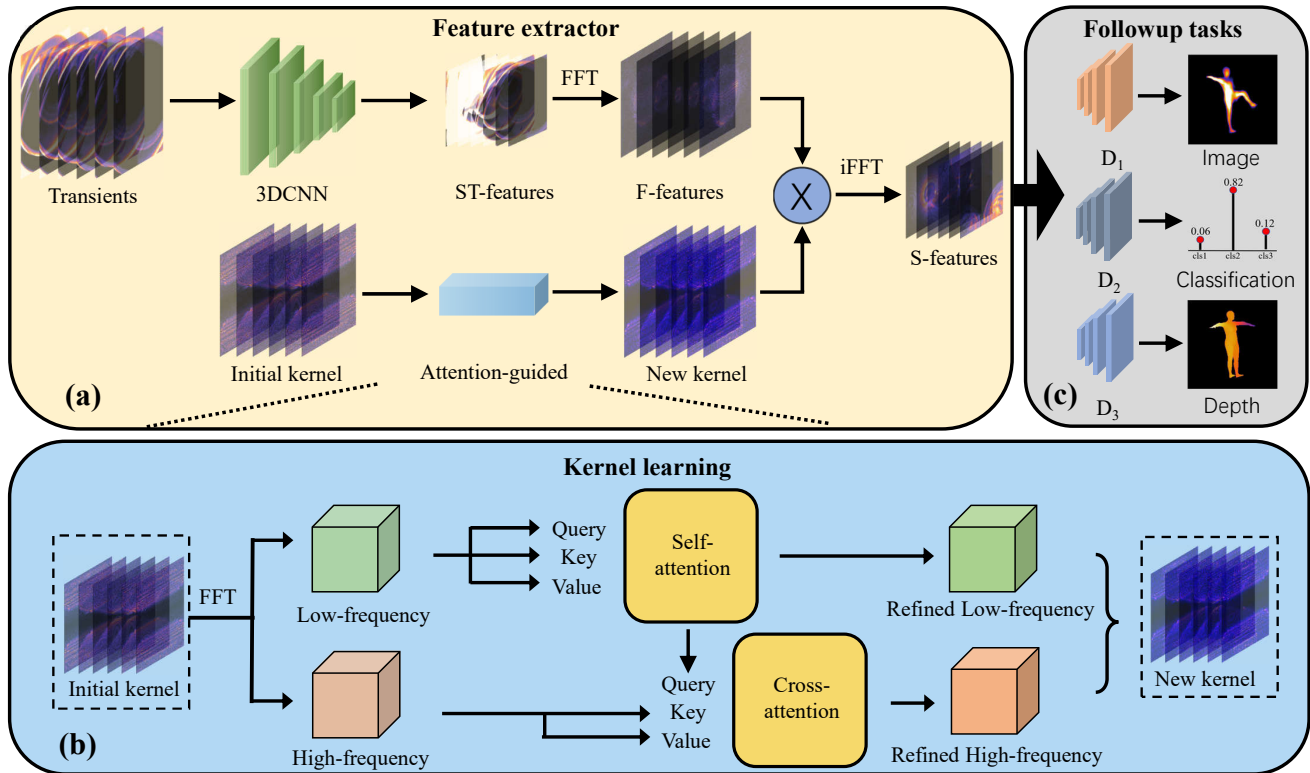 Feature extractor
Transients
3DCNN
ST-features
FFT
F-features
X
iFFT
S-features
Initial kernel
Attention-guided
New kernel
(a)
Followup tasks
D1
Image
0.82
0.06
0.12
cls1
cls2
cls3
D2
Classification
D3
Depth
(c)
Kernel learning
Initial kernel
FFT
Low-frequency
High-frequency
Query
Key
Value
Self-
attention
Query
Key
Value
Cross-
attention
Refined Low-frequency
Refined High-frequency
New kernel
(b)